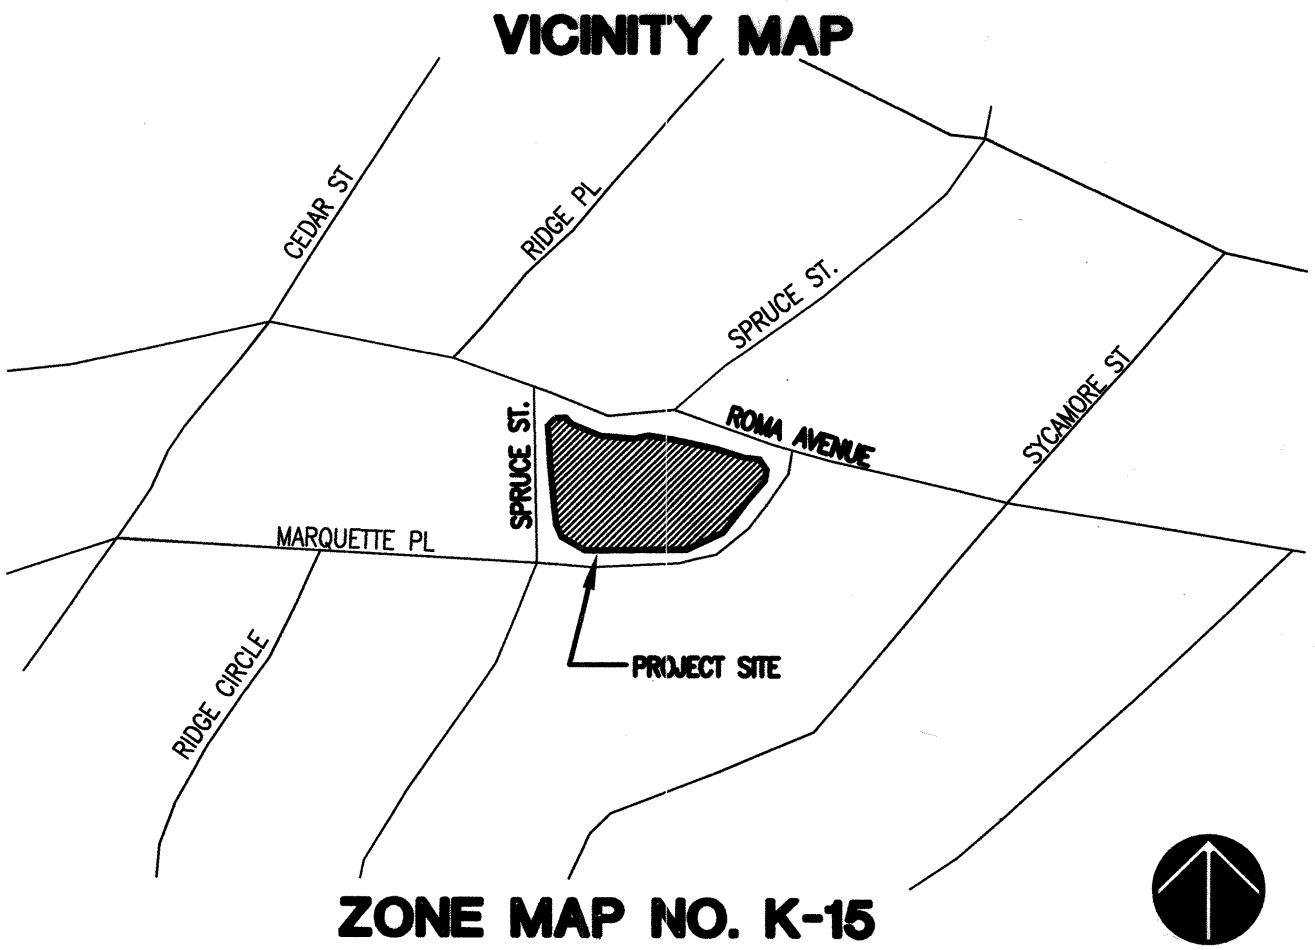 VICINITY MAP
CEDAR ST
RIDGE PL
SPRUCE ST.
SYCAMORE ST
SPRUCE ST.
ROMA AVENUE
MARQUETTE PL
RIDGE CIRCLE
PROJECT SITE
ZONE MAP NO. K-15